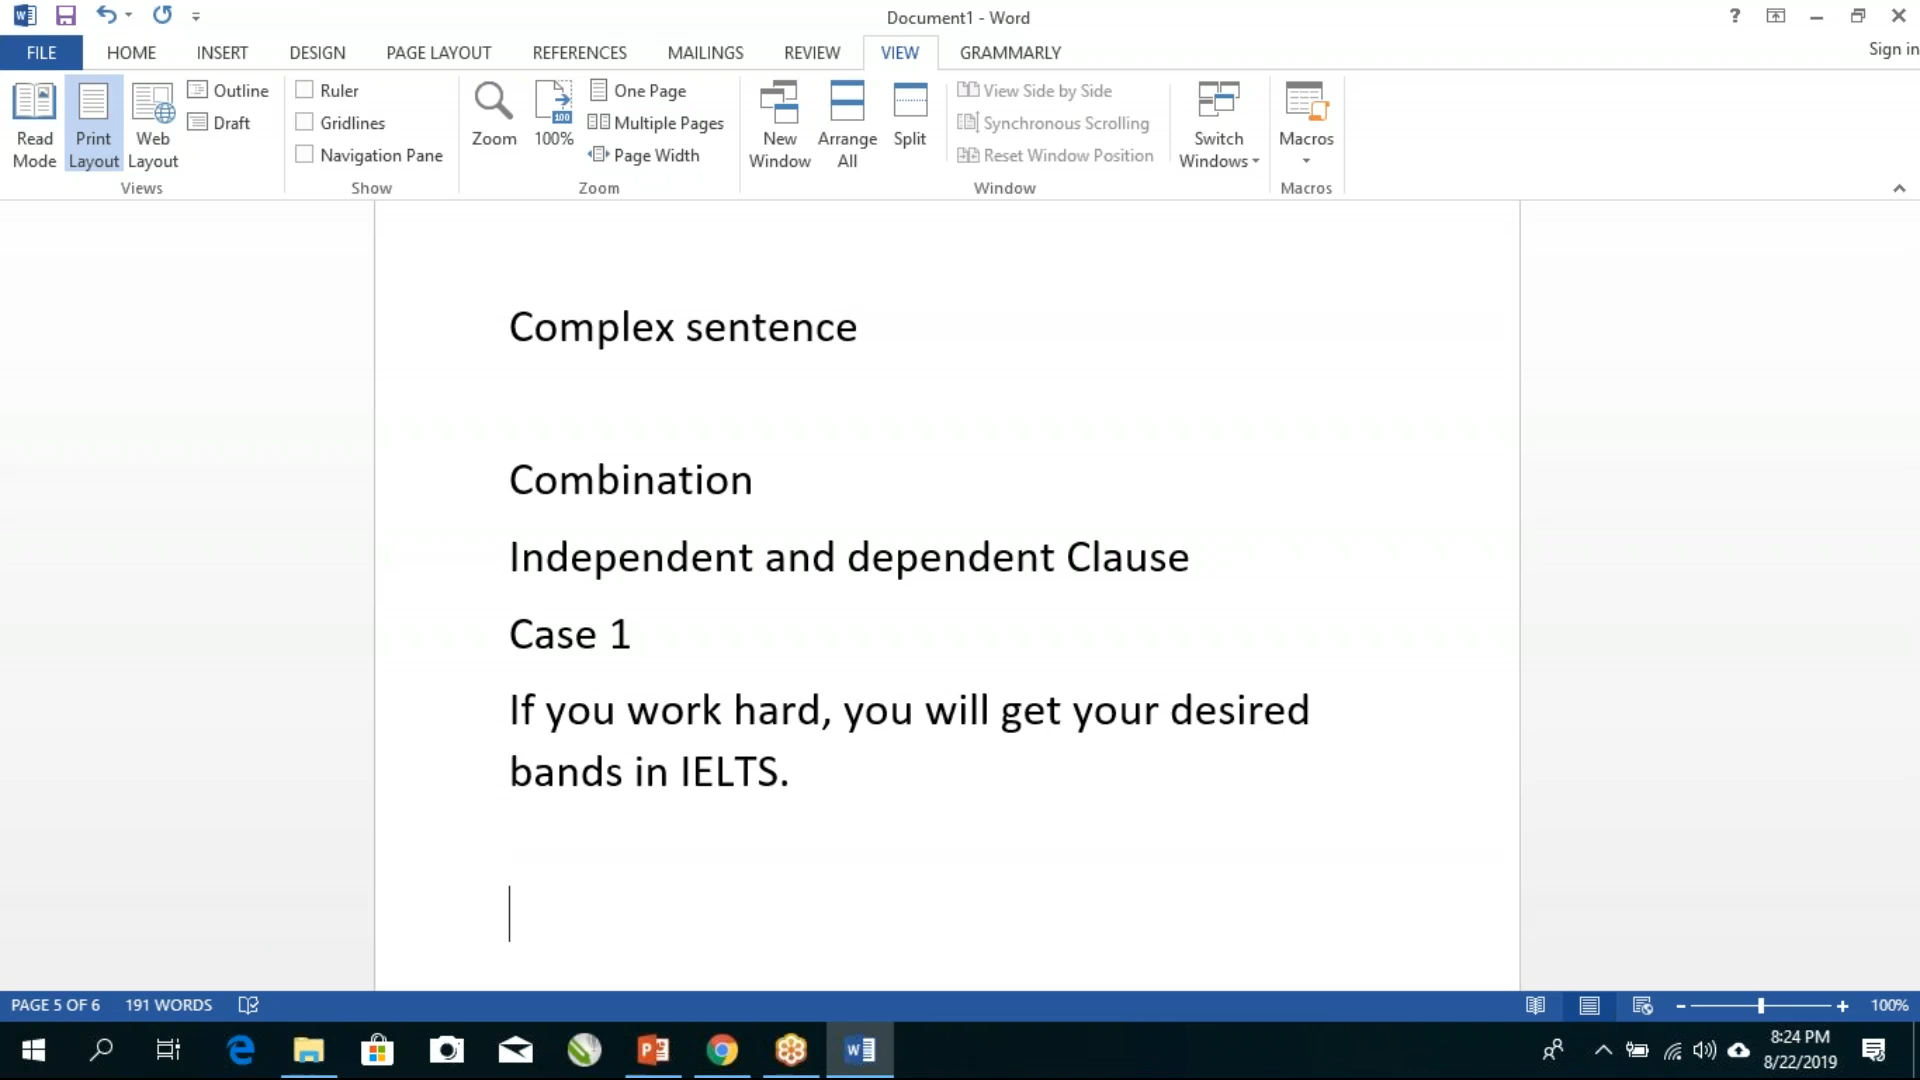 Document1 - Word
?
FILE HOME INSERT DESIGN PAGE LAYOUT REFERENCES MAILINGS REVIEW VIEW GRAMMARLY Sign in
Read Mode
Print Layout
Web Layout
Outline
Draft
Views
Ruler
Gridlines
Navigation Pane
Show
Zoom
100%
One Page
Multiple Pages
Page Width
Zoom
New Window
Arrange All
Split
View Side by Side
Synchronous Scrolling
Reset Window Position
Window
Switch Windows
Macros
Macros
Complex sentence
Combination
Independent and dependent Clause
Case 1
If you work hard, you will get your desired
bands in IELTS.
PAGE 5 OF 6 191 WORDS 100%
8:24 PM
8/22/2019